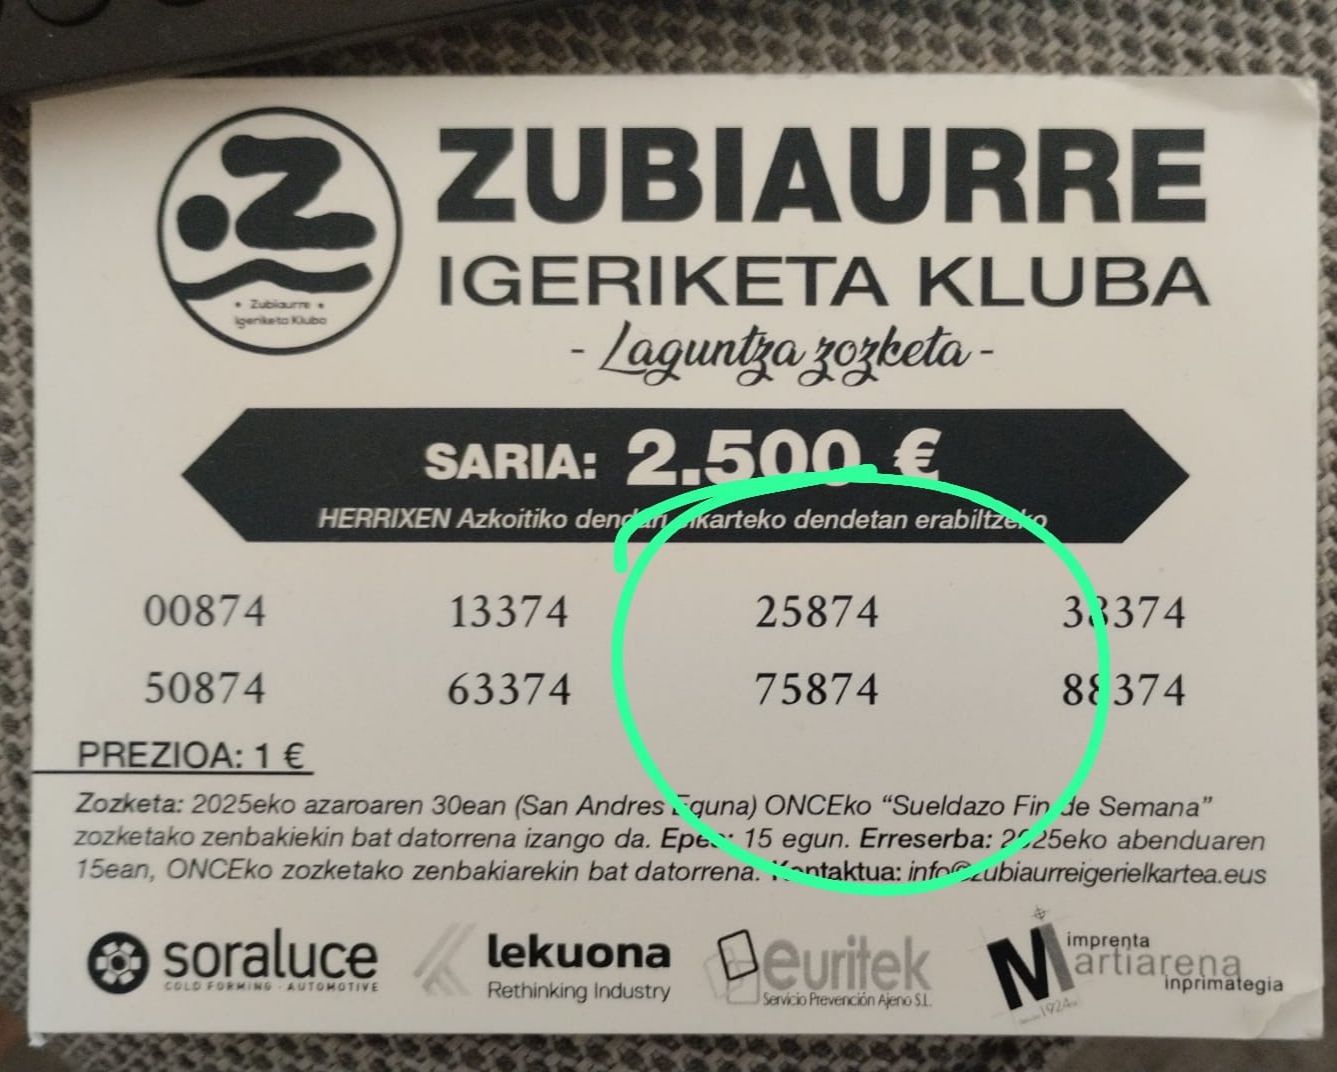 ZUBIAURRE
IGERIKETA KLUBA
- Laguntza zozketa -
• Zubiaurre •
Igeriketa Kluba
SARIA: 2.500 €
HERRIXEN Azkoitiko dendari elkarteko dendetan erabiltzeko
00874 13374 25874 38374
50874 63374 75874 88374
PREZIOA: 1 €
Zozketa: 2025eko azaroaren 30ean (San Andres Eguna) ONCEko “Sueldazo Fin de Semana”
zozketako zenbakiekin bat datorrena izango da. Epea: 15 egun. Erreserba: 2025eko abenduaren
15ean, ONCEko zozketako zenbakiarekin bat datorrena. Kontaktua: info@zubiaurreigerielkartea.eus
soraluce
COLD FORMING · AUTOMOTIVE
lekuona
Rethinking Industry
euritek
Servicio Prevención Ajeno S.L.
imprenta
Martiarena
inprimategia
1924